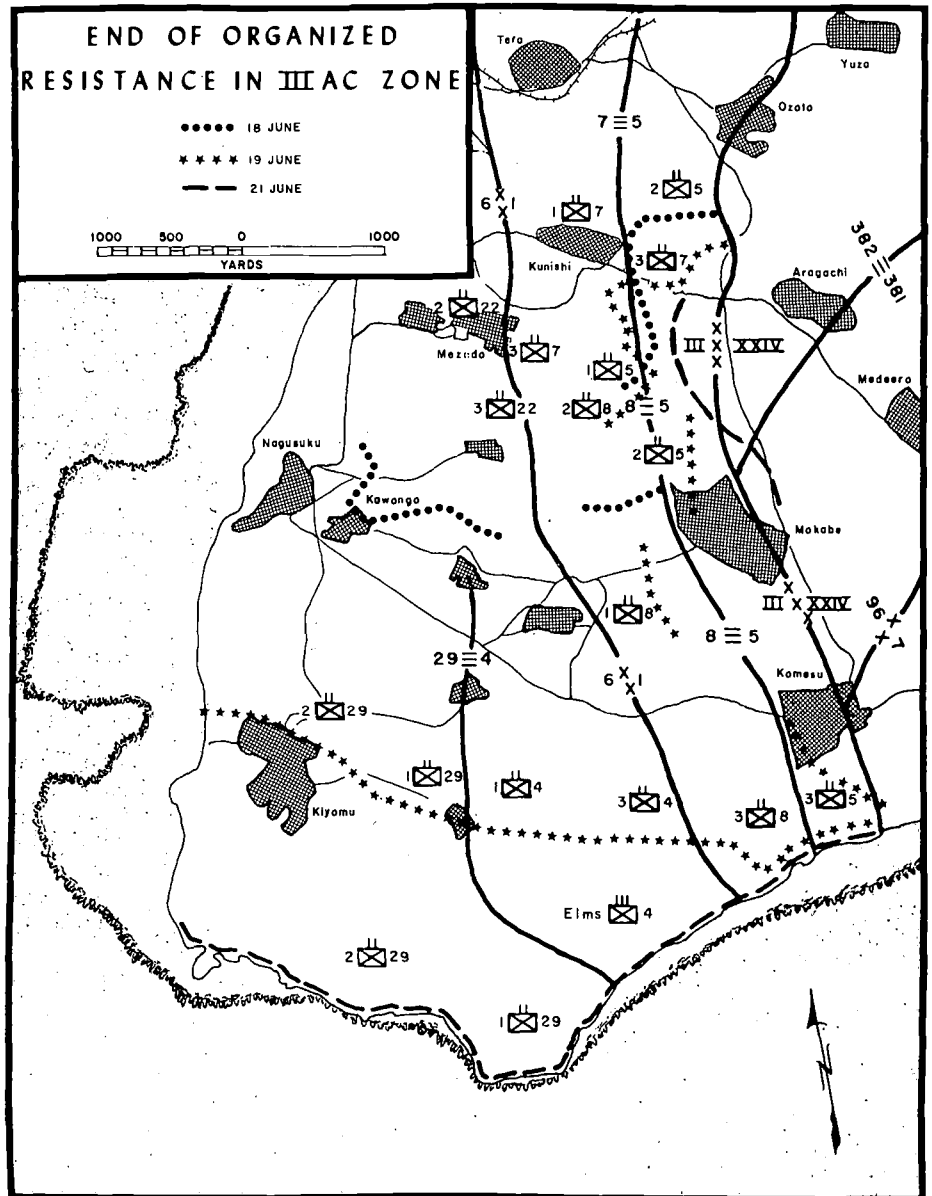 END OF ORGANIZED
RESISTANCE IN III AC ZONE
18 JUNE
19 JUNE
21 JUNE
1000 500 0 1000
YARDS
Tera
Yuza
Ozato
7 5
2 5
6 1
1 7
Kunishi
3 7
382 381
Aragachi
2 22
Mezado
3 7
III XXIV
1 5
Medeera
3 22
2 8
8 5
2 5
Nagusuku
Kawanga
Makabe
1 8
III XXIV
96 7
8 5
29 4
6 1
Komesu
2 29
1 29
1 4
3 4
3 8
3 5
Kiyamu
Elms 4
2 29
1 29
N